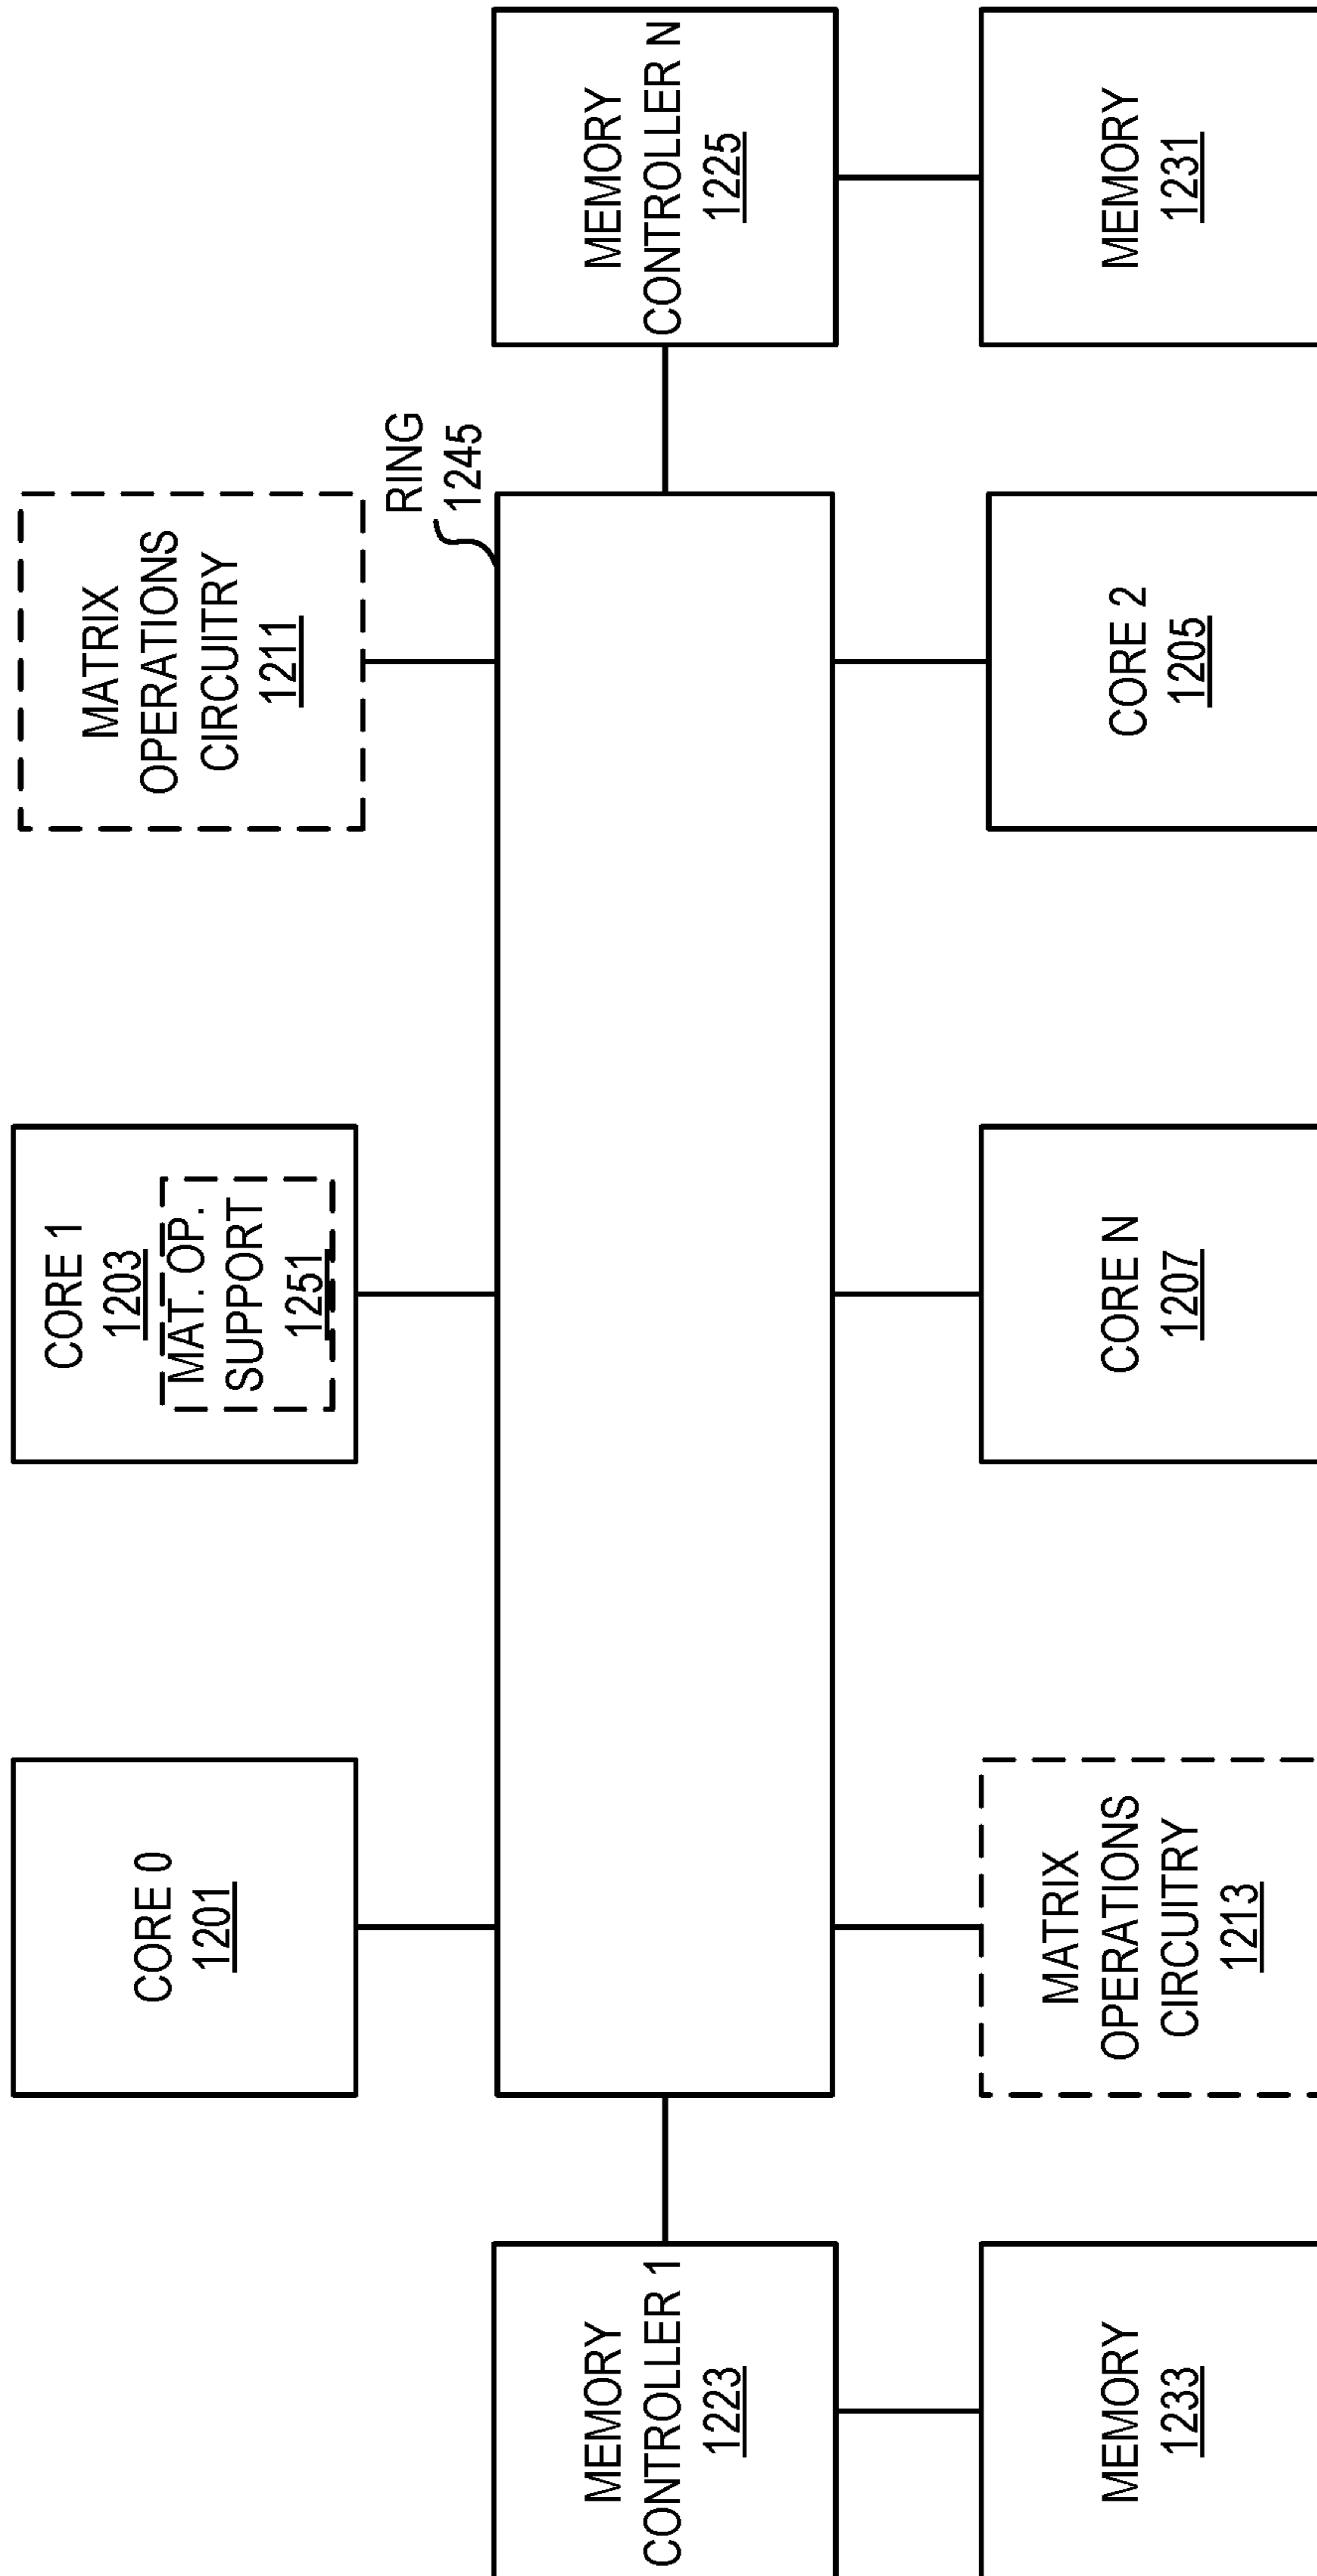 CORE 0
1201
CORE 1
1203
MAT. OP.
SUPPORT
1251
MATRIX
OPERATIONS
CIRCUITRY
1211
RING
1245
MEMORY
CONTROLLER 1
1223
MEMORY
CONTROLLER N
1225
MEMORY
1233
MATRIX
OPERATIONS
CIRCUITRY
1213
CORE N
1207
CORE 2
1205
MEMORY
1231